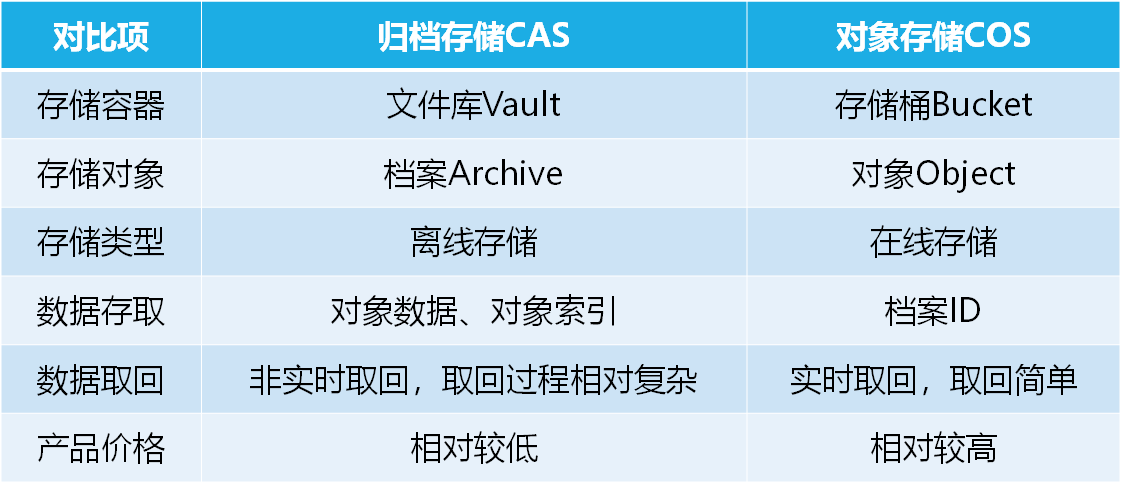 对比项 归档存储CAS 对象存储COS
存储容器 文件库Vault 存储桶Bucket
存储对象 档案Archive 对象Object
存储类型 离线存储 在线存储
数据存取 对象数据、对象索引 档案ID
数据取回 非实时取回，取回过程相对复杂 实时取回，取回简单
产品价格 相对较低 相对较高